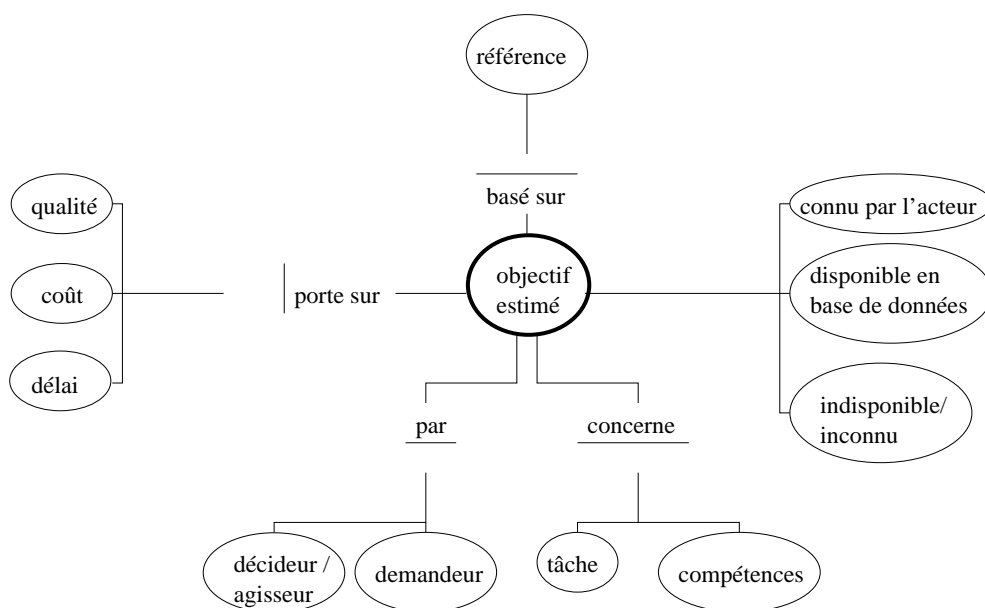 référence
basé sur
qualité
coût
délai
porte sur
objectif
estimé
connu par l’acteur
disponible en
base de données
indisponible/
inconnu
par
concerne
décideur /
agisseur
demandeur
tâche
compétences